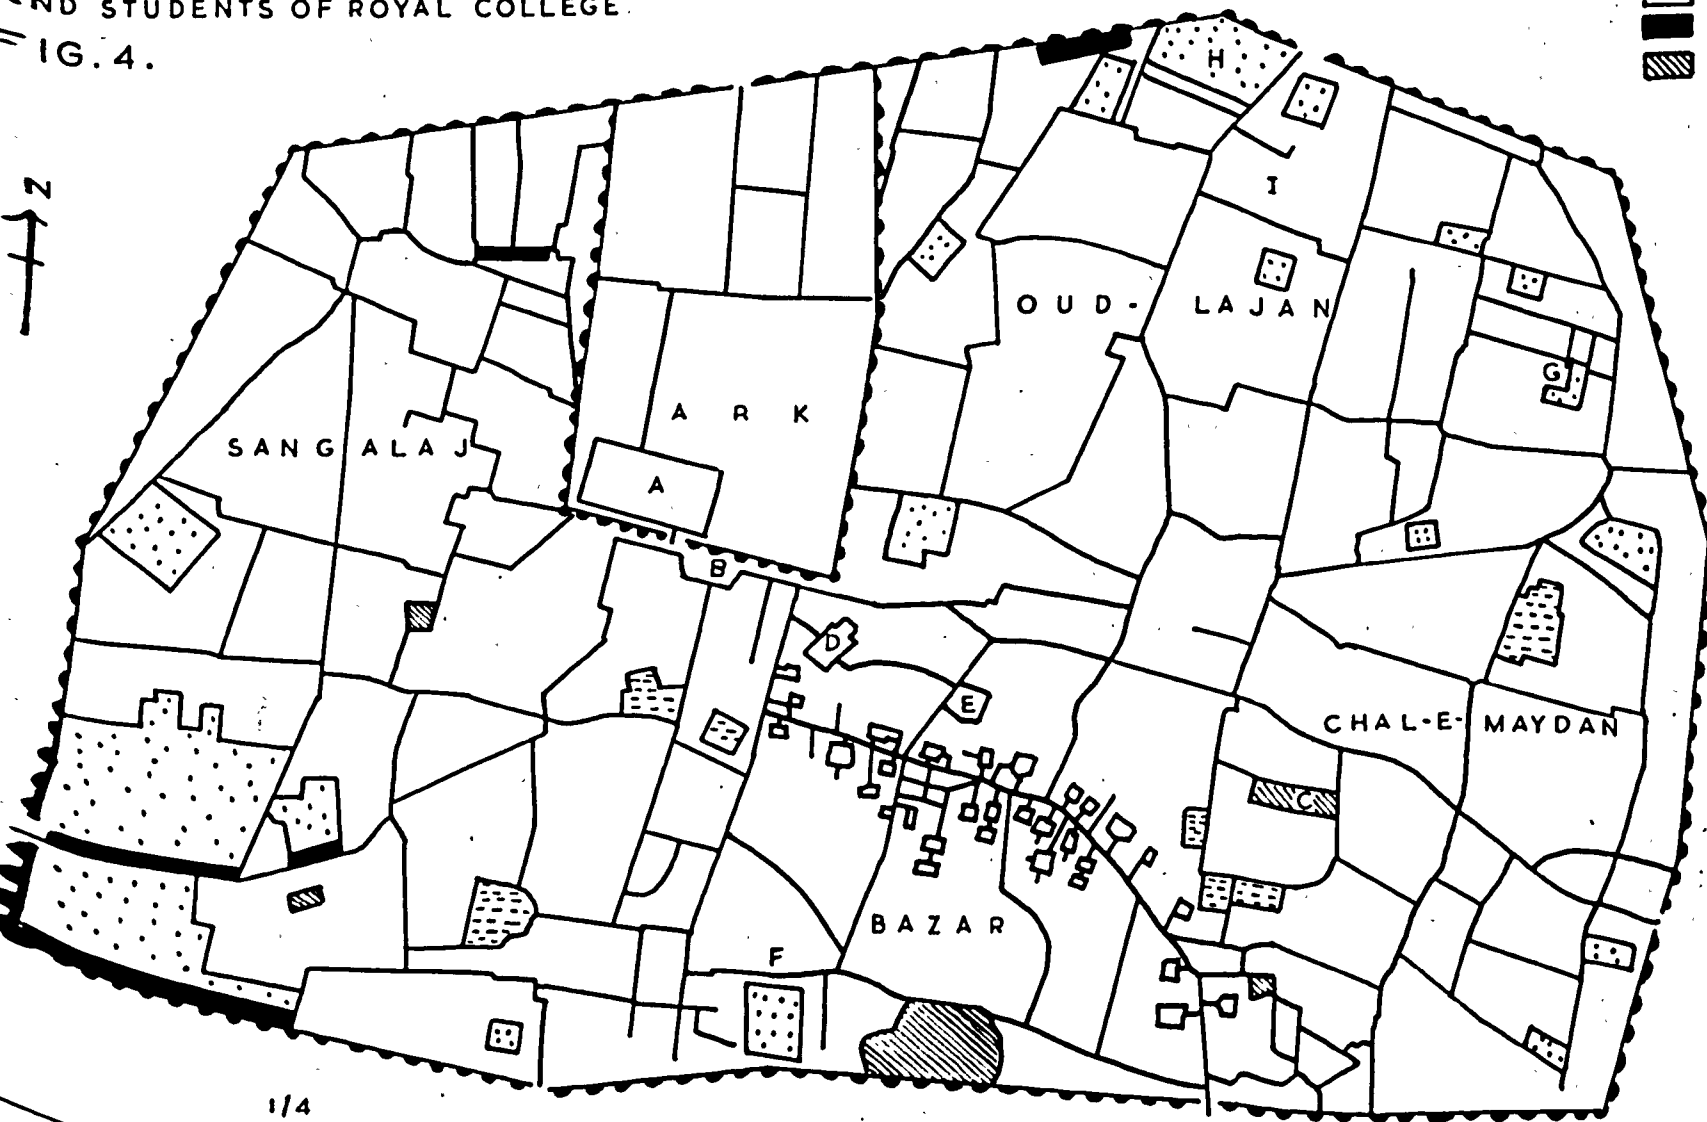 ND STUDENTS OF ROYAL COLLEGE.
IG.4.
N
H
I
OUD- LAJAN
G
ARK
SANGALAJ
A
B
D
E
CHAL-E-MAYDAN
C
BAZAR
F
1/4